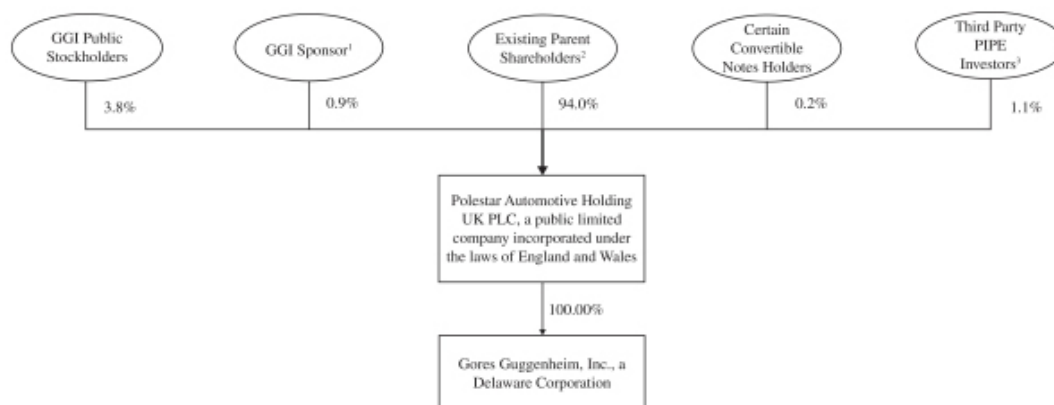 GGI Public
Stockholders
GGI Sponsor¹
Existing Parent
Shareholders²
Certain
Convertible
Notes Holders
Third Party
PIPE
Investors³
3.8%
0.9%
94.0%
0.2%
1.1%
Polestar Automotive Holding
UK PLC, a public limited
company incorporated under
the laws of England and Wales
100.00%
Gores Guggenheim, Inc., a
Delaware Corporation